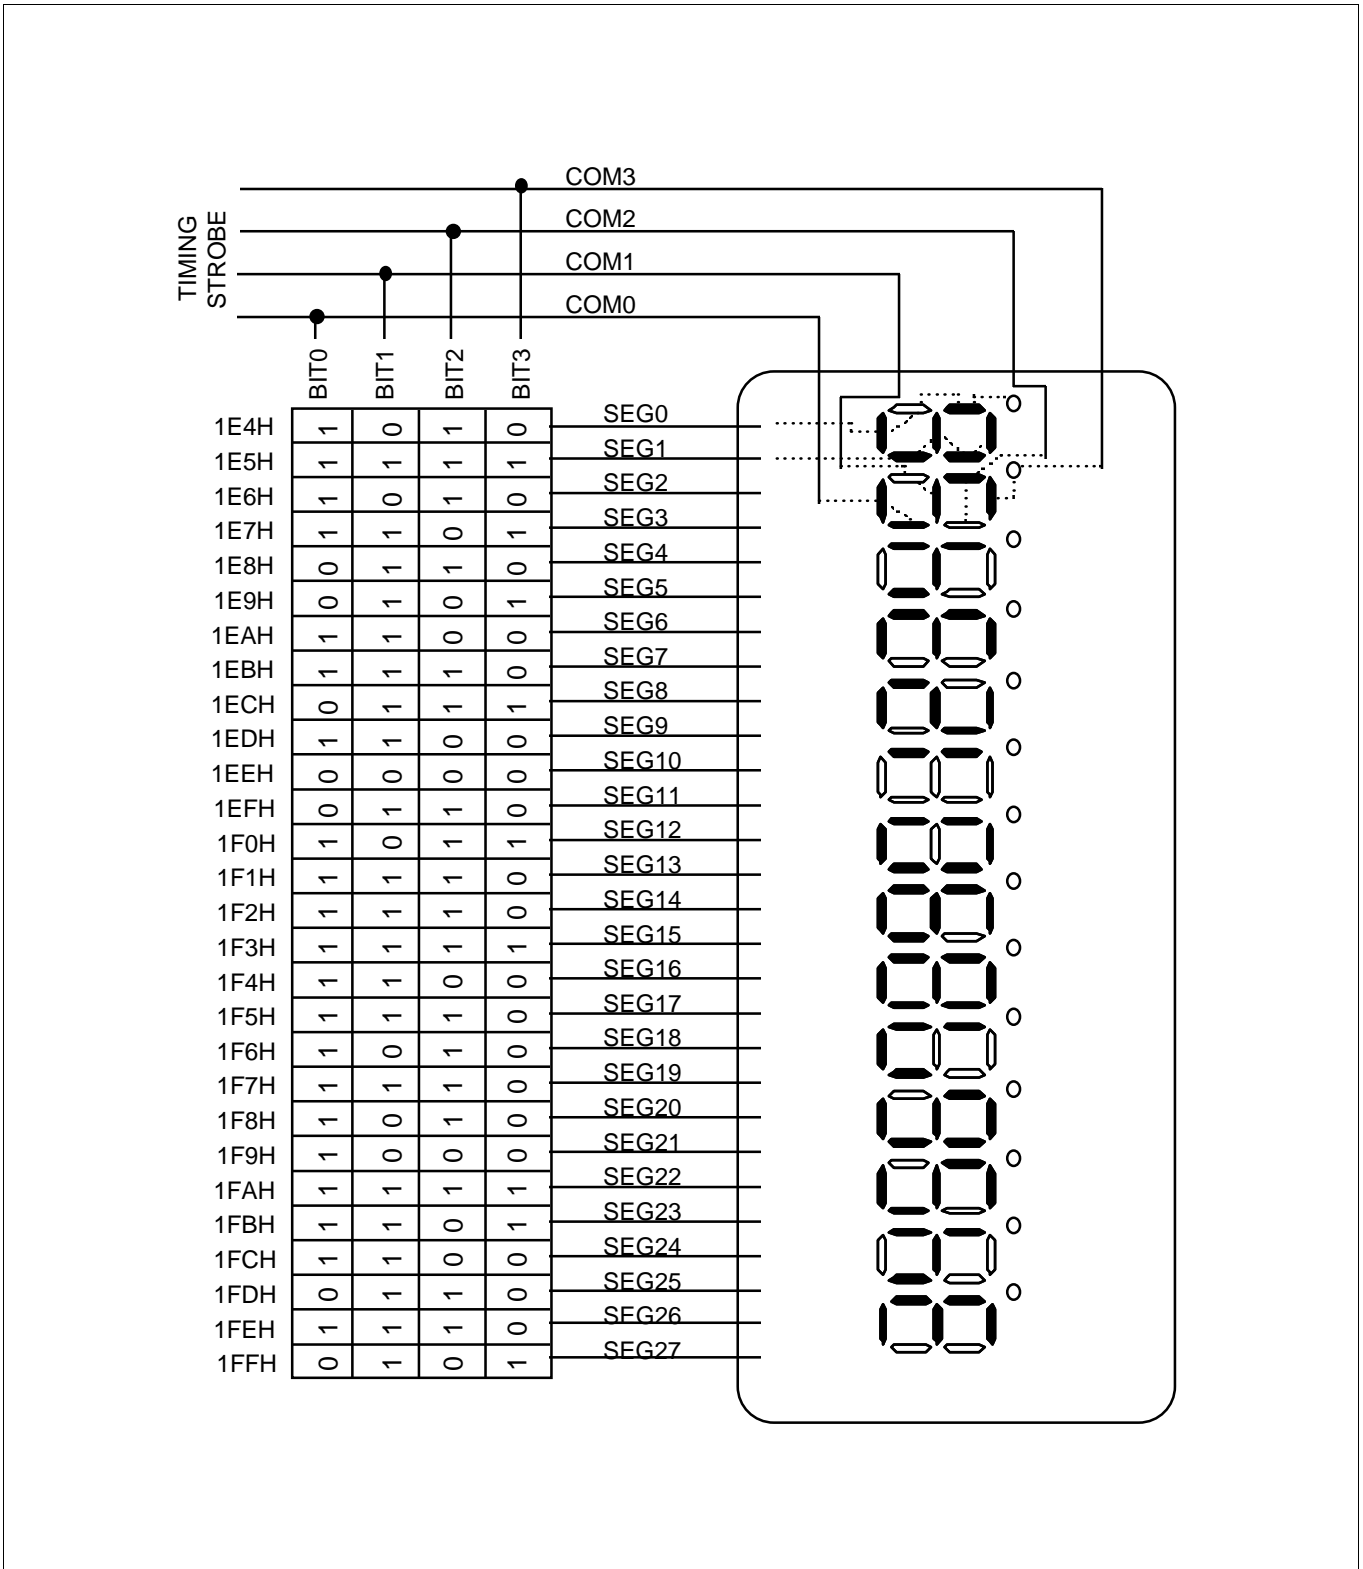 COM3
COM2
COM1
COM0
TIMING
STROBE
BIT0 BIT1 BIT2 BIT3
1E4H 1 0 1 0 SEG0
1E5H 1 1 1 1 SEG1
1E6H 1 0 1 0 SEG2
1E7H 1 1 0 1 SEG3
1E8H 0 1 1 0 SEG4
1E9H 0 1 0 1 SEG5
1EAH 1 1 0 0 SEG6
1EBH 1 1 1 0 SEG7
1ECH 0 1 1 1 SEG8
1EDH 1 1 0 0 SEG9
1EEH 0 0 0 0 SEG10
1EFH 0 1 1 0 SEG11
1F0H 1 0 1 1 SEG12
1F1H 1 1 1 0 SEG13
1F2H 1 1 1 0 SEG14
1F3H 1 1 1 1 SEG15
1F4H 1 1 0 0 SEG16
1F5H 1 1 1 0 SEG17
1F6H 1 0 1 0 SEG18
1F7H 1 1 1 0 SEG19
1F8H 1 0 1 0 SEG20
1F9H 1 0 0 0 SEG21
1FAH 1 1 1 1 SEG22
1FBH 1 1 0 1 SEG23
1FCH 1 1 0 0 SEG24
1FDH 0 1 1 0 SEG25
1FEH 1 1 1 0 SEG26
1FFH 0 1 0 1 SEG27